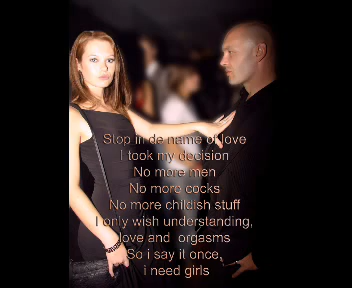 Stop in de name of love
I took my decision
No more men
No more cocks
No more childish stuff
I only wish understanding,
love and orgasms
So i say it once,
i need girls